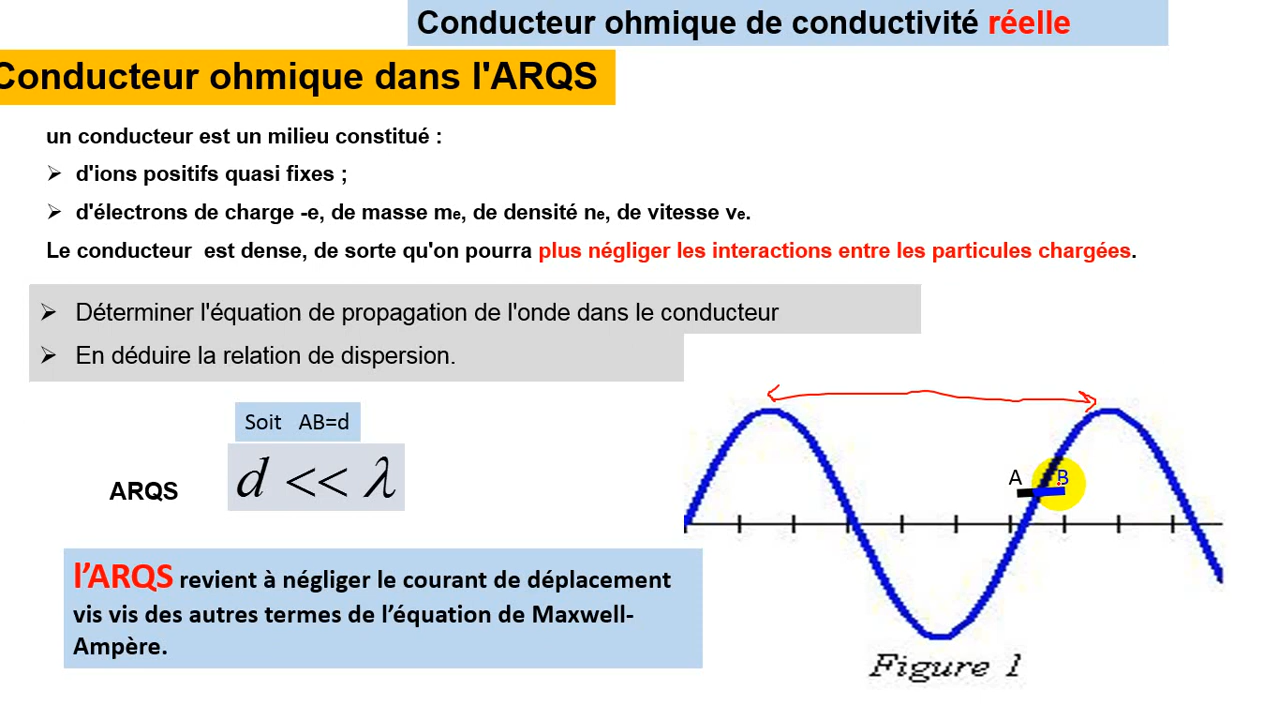 Conducteur ohmique de conductivité réelle
Conducteur ohmique dans l'ARQS
un conducteur est un milieu constitué :
➢ d'ions positifs quasi fixes ;
➢ d'électrons de charge -e, de masse me, de densité ne, de vitesse ve.
Le conducteur est dense, de sorte qu'on pourra plus négliger les interactions entre les particules chargées.
➢ Déterminer l'équation de propagation de l'onde dans le conducteur
➢ En déduire la relation de dispersion.
Soit AB=d
ARQS d << λ
A B
l'ARQS revient à négliger le courant de déplacement
vis vis des autres termes de l'équation de Maxwell-
Ampère.
Figure 1